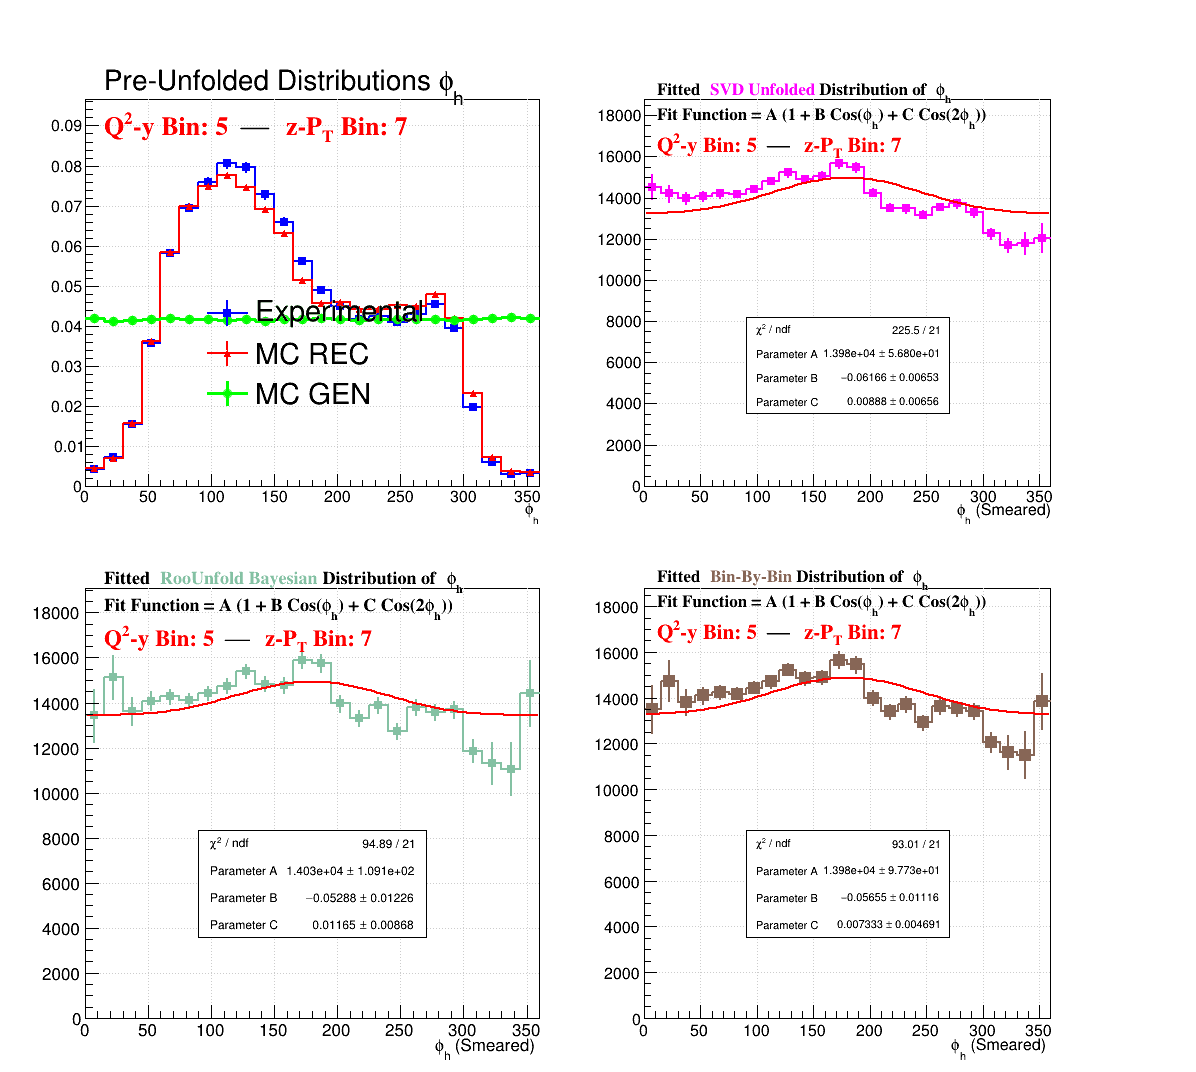 Pre-Unfolded Distributions ϕh
Q2-y Bin: 5 — z-PT Bin: 7
0.09
0.08
0.07
0.06
0.05
0.04
0.03
0.02
0.01
0
Experimental
MC REC
MC GEN
0 50 100 150 200 250 300 350
ϕh
Fitted SVD Unfolded Distribution of ϕh
Fit Function = A (1 + B Cos(ϕh) + C Cos(2ϕh))
Q2-y Bin: 5 — z-PT Bin: 7
18000
16000
14000
12000
10000
8000
6000
4000
2000
0
χ2 / ndf 225.5 / 21
Parameter A 1.398e+04 ± 5.680e+01
Parameter B −0.06166 ± 0.00653
Parameter C 0.00888 ± 0.00656
0 50 100 150 200 250 300 350
ϕh (Smeared)
Fitted RooUnfold Bayesian Distribution of ϕh
Fit Function = A (1 + B Cos(ϕh) + C Cos(2ϕh))
Q2-y Bin: 5 — z-PT Bin: 7
18000
16000
14000
12000
10000
8000
6000
4000
2000
0
χ2 / ndf 94.89 / 21
Parameter A 1.403e+04 ± 1.091e+02
Parameter B −0.05288 ± 0.01226
Parameter C 0.01165 ± 0.00868
0 50 100 150 200 250 300 350
ϕh (Smeared)
Fitted Bin-By-Bin Distribution of ϕh
Fit Function = A (1 + B Cos(ϕh) + C Cos(2ϕh))
Q2-y Bin: 5 — z-PT Bin: 7
18000
16000
14000
12000
10000
8000
6000
4000
2000
0
χ2 / ndf 93.01 / 21
Parameter A 1.398e+04 ± 9.773e+01
Parameter B −0.05655 ± 0.01116
Parameter C 0.007333 ± 0.004691
0 50 100 150 200 250 300 350
ϕh (Smeared)